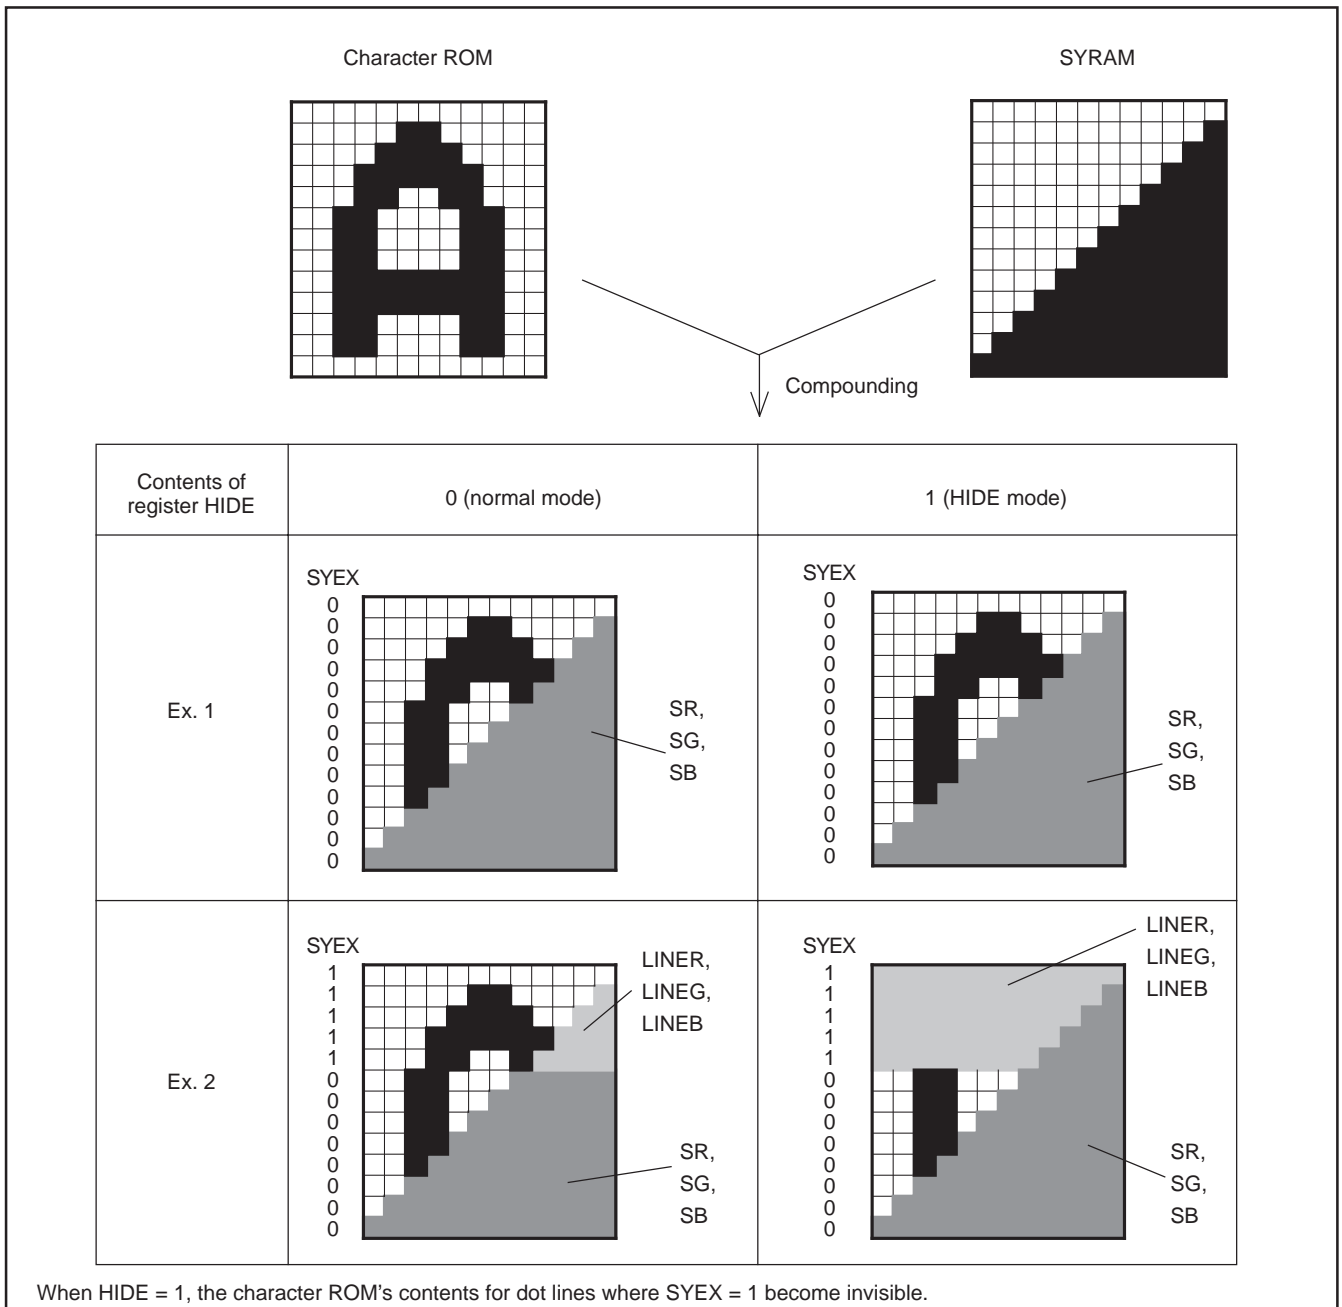 Character ROM
SYRAM
Compounding
Contents of
register HIDE
0 (normal mode)
1 (HIDE mode)
Ex. 1
SYEX
0
0
0
0
0
0
0
0
0
0
0
0
0
SR,
SG,
SB
SYEX
0
0
0
0
0
0
0
0
0
0
0
0
0
SR,
SG,
SB
Ex. 2
SYEX
1
1
1
1
1
0
0
0
0
0
0
0
0
LINER,
LINEG,
LINEB
SR,
SG,
SB
SYEX
1
1
1
1
1
0
0
0
0
0
0
0
0
LINER,
LINEG,
LINEB
SR,
SG,
SB
When HIDE = 1, the character ROM's contents for dot lines where SYEX = 1 become invisible.